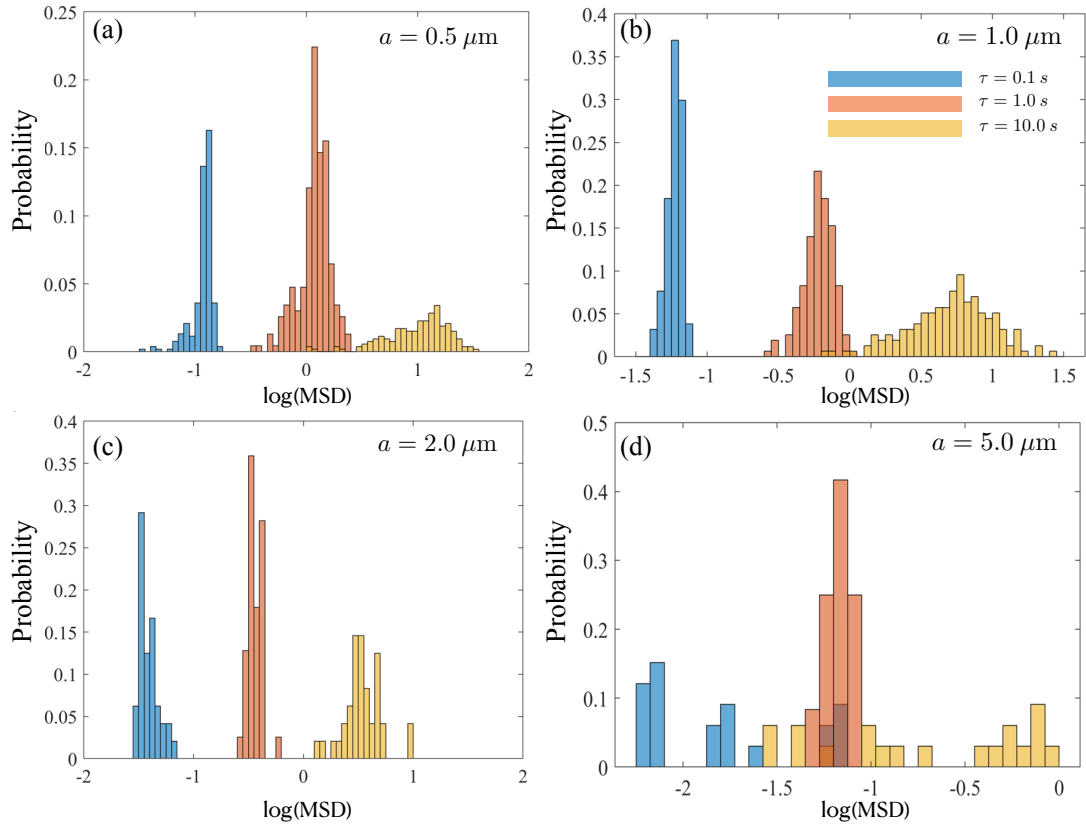 (a)
a = 0.5 μm
0.25
0.2
0.15
0.1
0.05
0
Probability
-2
-1
0
1
2
log(MSD)
(b)
a = 1.0 μm
τ = 0.1 s
τ = 1.0 s
τ = 10.0 s
0.4
0.35
0.3
0.25
0.2
0.15
0.1
0.05
0
Probability
-1.5
-1
-0.5
0
0.5
1
1.5
log(MSD)
(c)
a = 2.0 μm
0.4
0.35
0.3
0.25
0.2
0.15
0.1
0.05
0
Probability
-2
-1
0
1
2
log(MSD)
(d)
a = 5.0 μm
0.5
0.4
0.3
0.2
0.1
0
Probability
-2
-1.5
-1
-0.5
0
log(MSD)